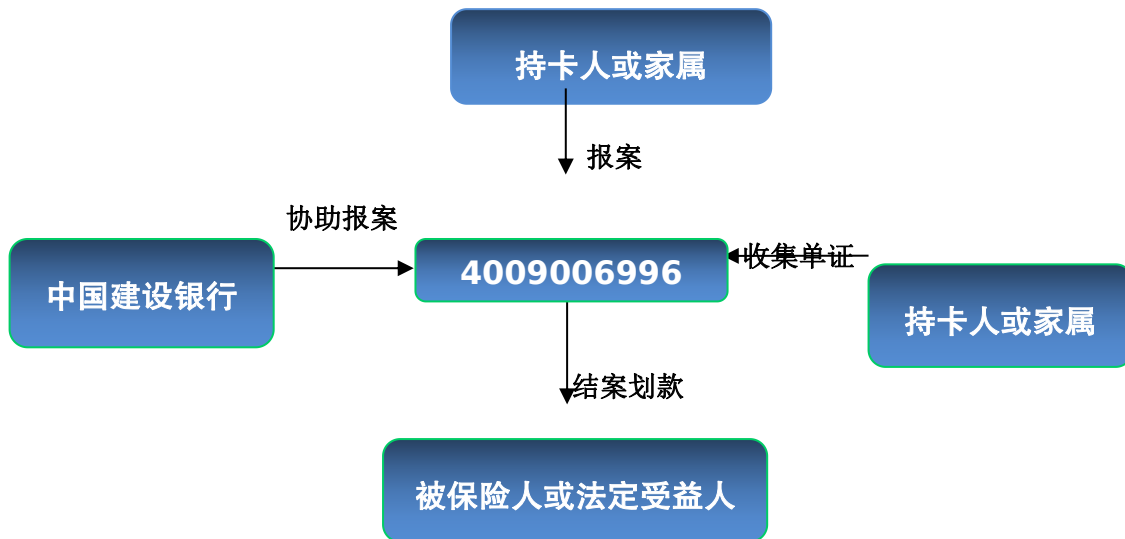 持卡人或家属
报案
协助报案
中国建设银行
4009006996
收集单证
持卡人或家属
结案划款
被保险人或法定受益人